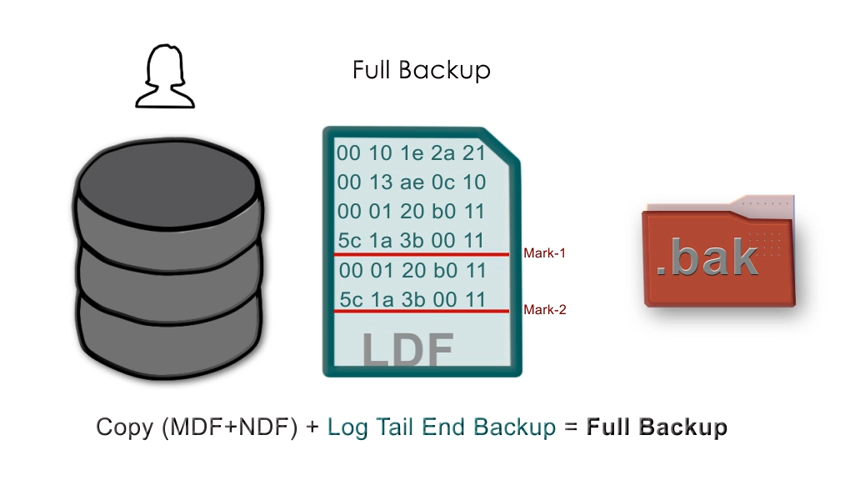 Full Backup
00 10 1e 2a 21
00 13 ae 0c 10
00 01 20 b0 11
5c 1a 3b 00 11
Mark-1
00 01 20 b0 11
5c 1a 3b 00 11
Mark-2
LDF
.bak
Copy (MDF+NDF) + Log Tail End Backup = Full Backup